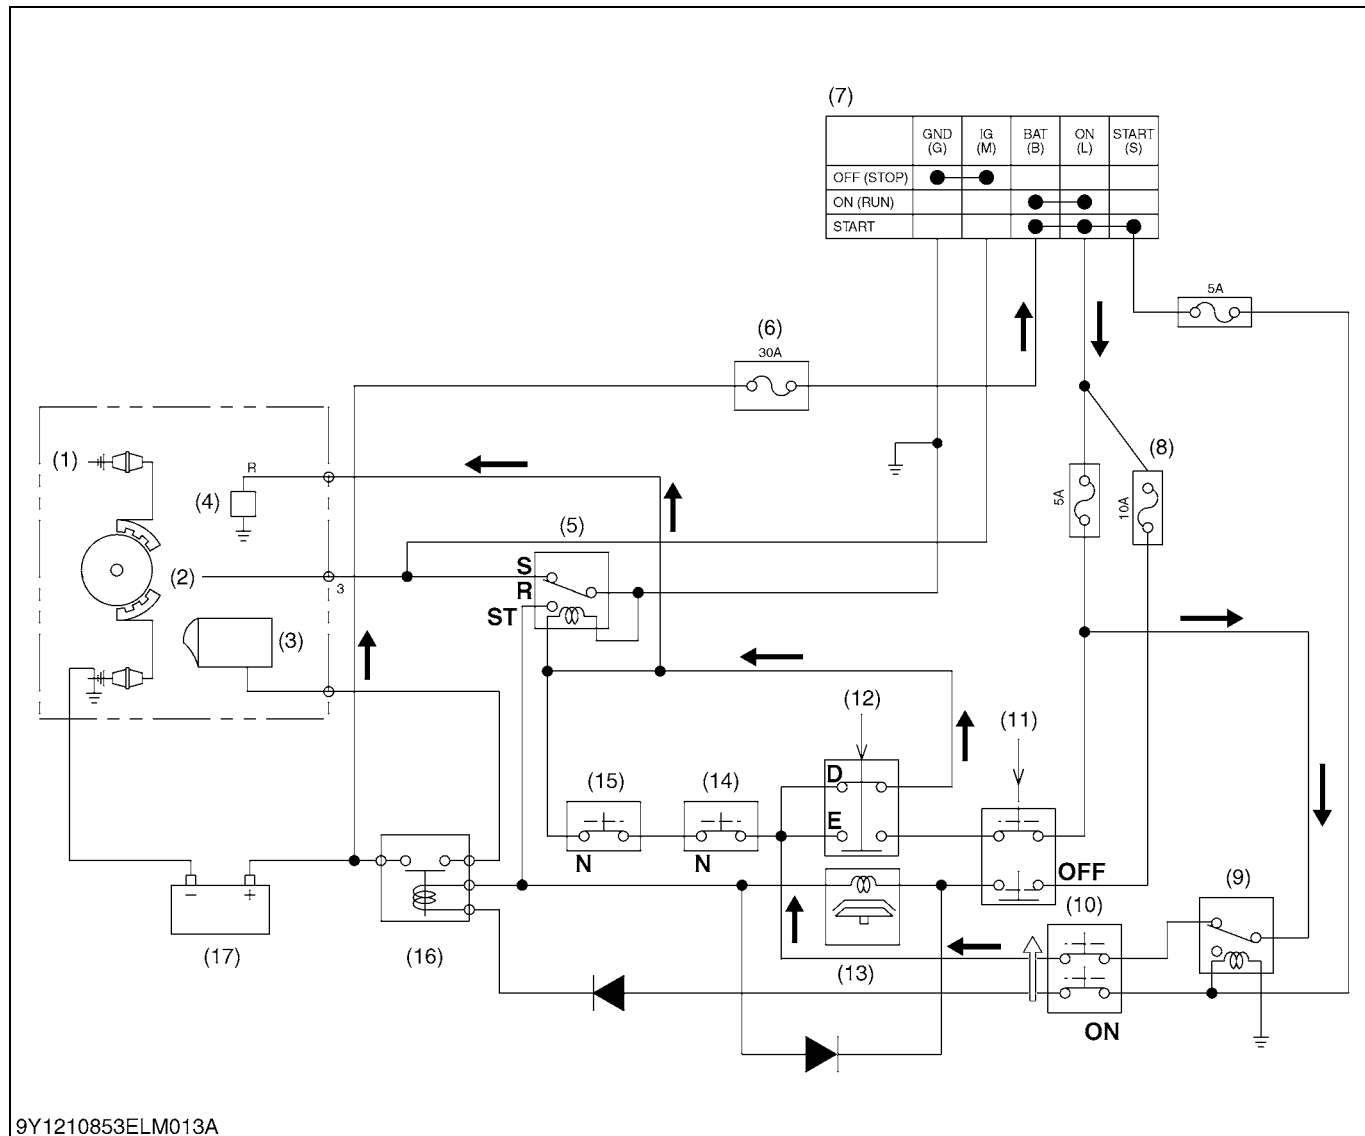 (7)
GND (G)
IG (M)
BAT (B)
ON (L)
START (S)
OFF (STOP)
ON (RUN)
START
5A
(6)
30A
(8)
5A
10A
(1)
R
(4)
(5)
S
R
ST
(2)
3
(3)
(12)
(11)
D
E
(15)
(14)
N
N
OFF
(9)
(10)
(17)
(16)
(13)
ON
−
+
9Y1210853ELM013A